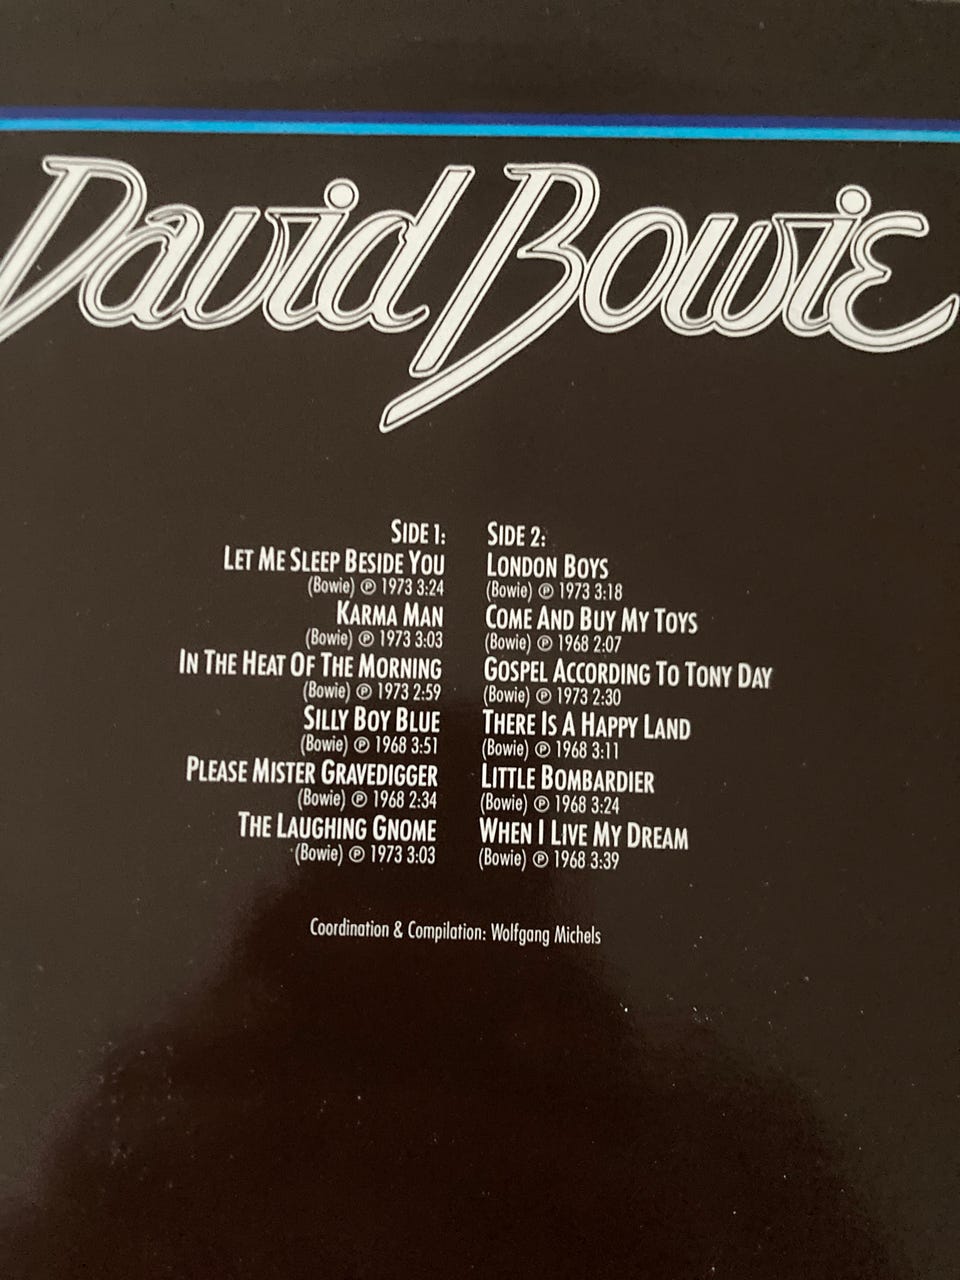 David Bowie
SIDE 1:
LET ME SLEEP BESIDE YOU
(Bowie) ℗ 1973 3:24
KARMA MAN
(Bowie) ℗ 1973 3:03
IN THE HEAT OF THE MORNING
(Bowie) ℗ 1973 2:59
SILLY BOY BLUE
(Bowie) ℗ 1968 3:51
PLEASE MISTER GRAVEDIGGER
(Bowie) ℗ 1968 2:34
THE LAUGHING GNOME
(Bowie) ℗ 1973 3:03
SIDE 2:
LONDON BOYS
(Bowie) ℗ 1973 3:18
COME AND BUY MY TOYS
(Bowie) ℗ 1968 2:07
GOSPEL ACCORDING TO TONY DAY
(Bowie) ℗ 1973 2:30
THERE IS A HAPPY LAND
(Bowie) ℗ 1968 3:11
LITTLE BOMBARDIER
(Bowie) ℗ 1968 3:24
WHEN I LIVE MY DREAM
(Bowie) ℗ 1968 3:39
Coordination & Compilation: Wolfgang Michels